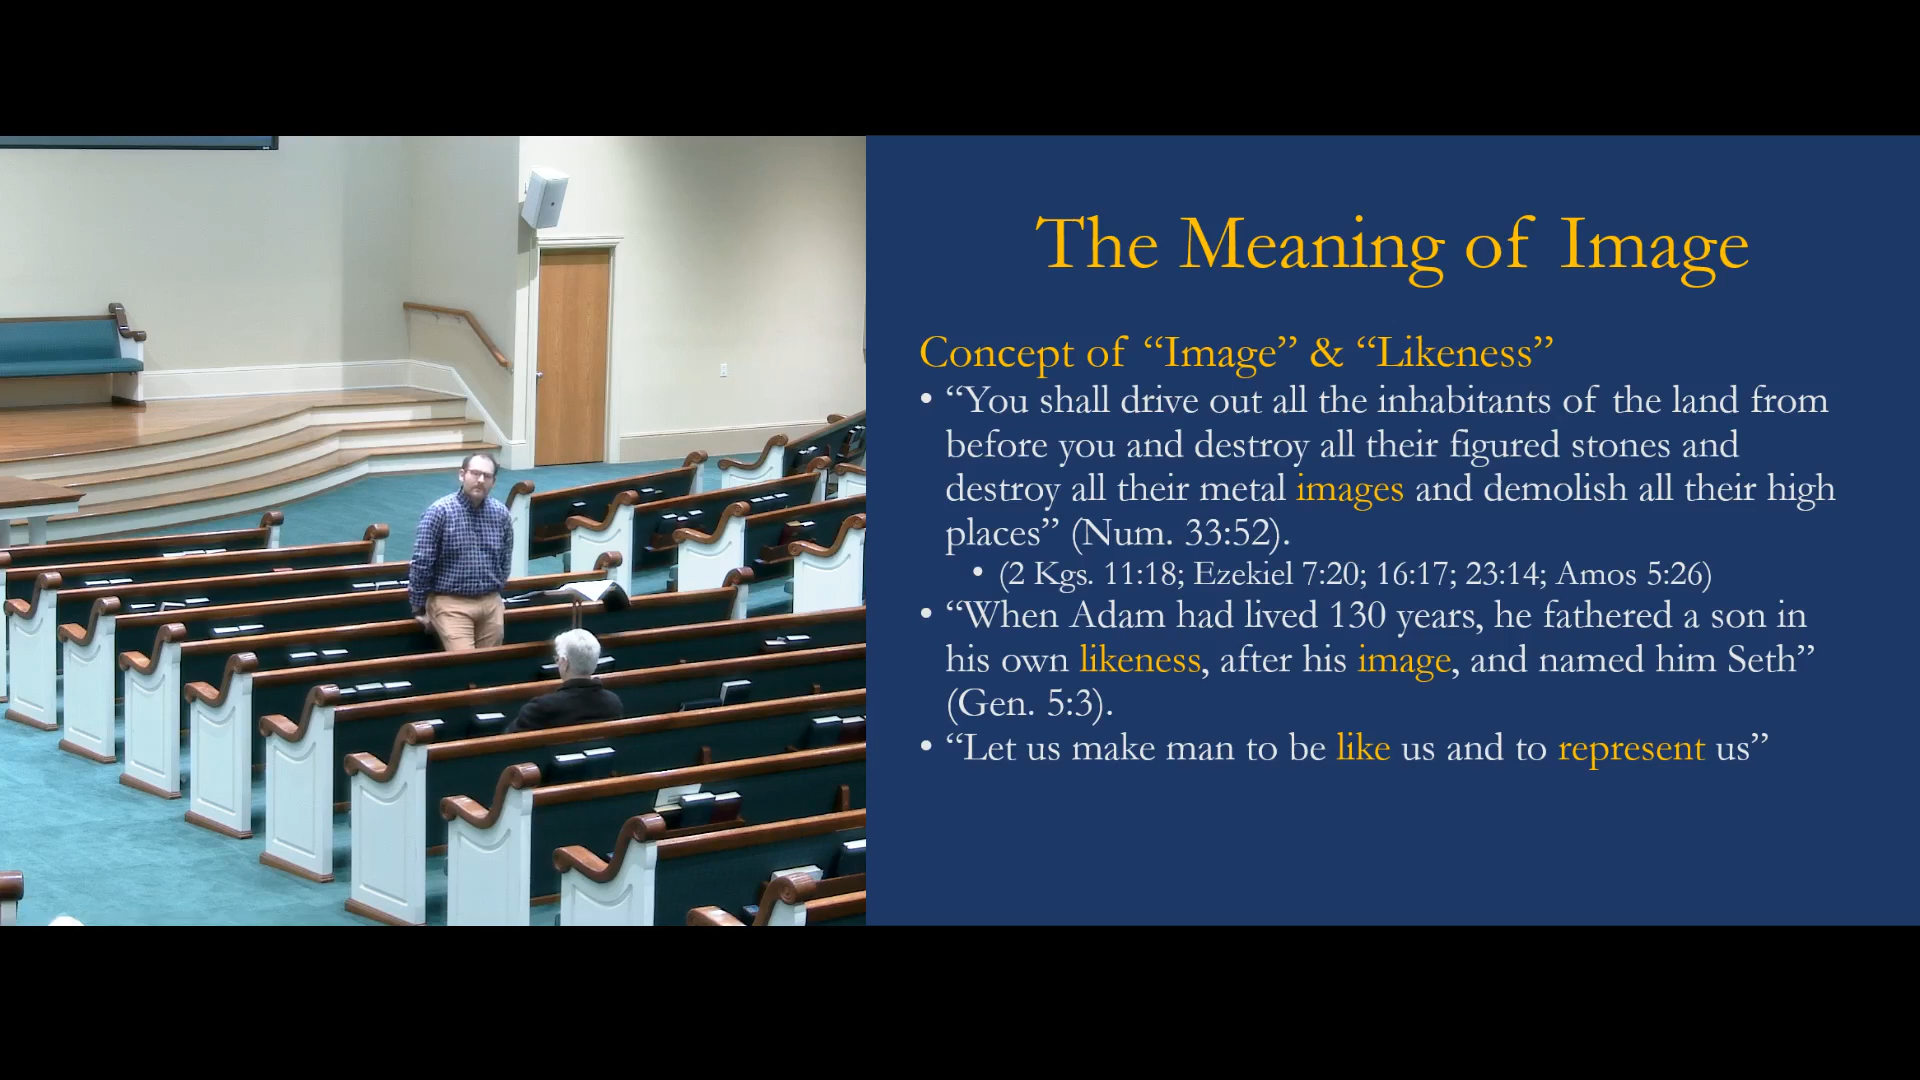 The Meaning of Image
Concept of “Image” & “Likeness”
• “You shall drive out all the inhabitants of the land from
before you and destroy all their figured stones and
destroy all their metal images and demolish all their high
places” (Num. 33:52).
• (2 Kgs. 11:18; Ezekiel 7:20; 16:17; 23:14; Amos 5:26)
• “When Adam had lived 130 years, he fathered a son in
his own likeness, after his image, and named him Seth”
(Gen. 5:3).
• “Let us make man to be like us and to represent us”